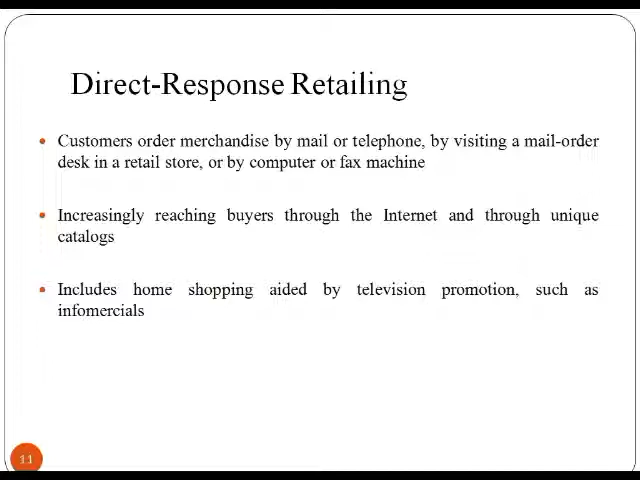 Direct-Response Retailing
Customers order merchandise by mail or telephone, by visiting a mail-order
desk in a retail store, or by computer or fax machine
Increasingly reaching buyers through the Internet and through unique
catalogs
Includes home shopping aided by television promotion, such as
infomercials
11